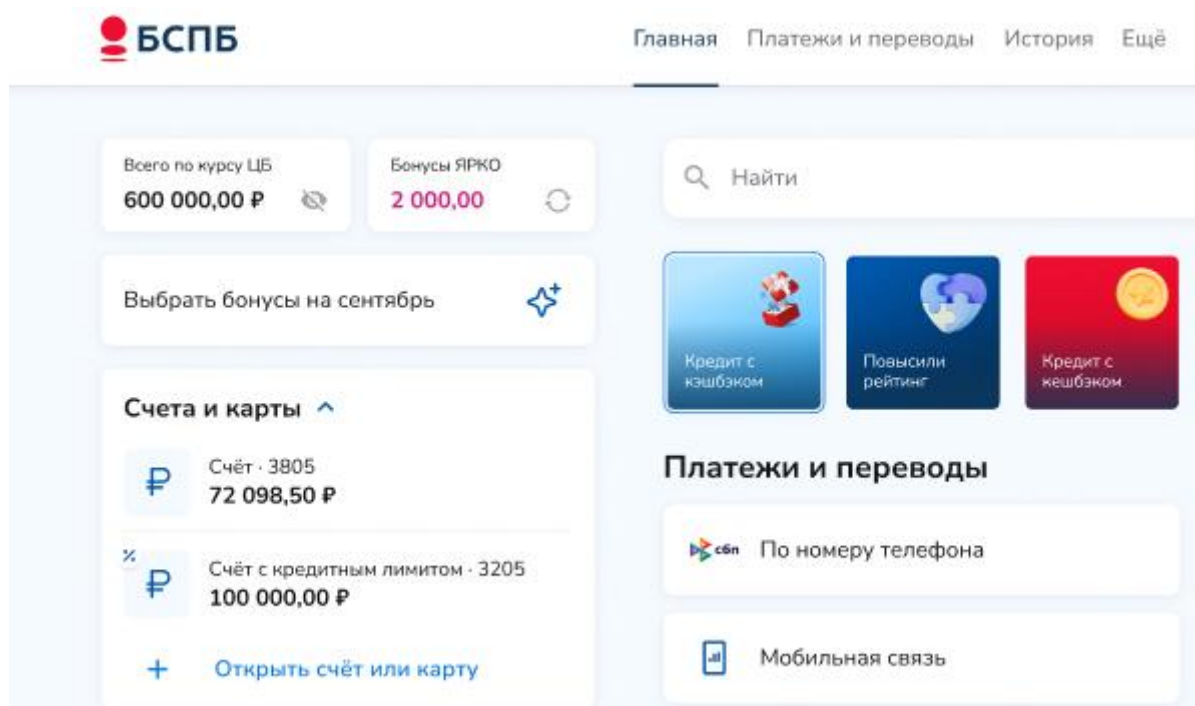 БСПБ
Главная Платежи и переводы История Ещё
Всего по курсу ЦБ
600 000,00 ₽
Бонусы ЯРКО
2 000,00
Найти
Выбрать бонусы на сентябрь
Кредит с
кэшбэком
Повысили
рейтинг
Кредит с
кешбэком
Счета и карты
Счёт · 3805
72 098,50 ₽
Счёт с кредитным лимитом · 3205
100 000,00 ₽
Открыть счёт или карту
Платежи и переводы
сбп По номеру телефона
Мобильная связь